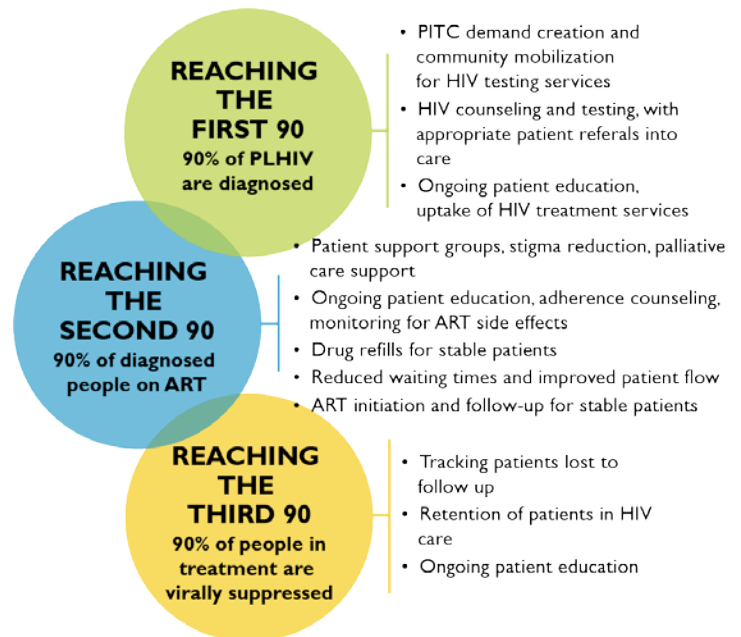 REACHING
THE
FIRST 90
90% of PLHIV
are diagnosed
• PITC demand creation and
community mobilization
for HIV testing services
• HIV counseling and testing, with
appropriate patient referrals into
care
• Ongoing patient education,
uptake of HIV treatment services
REACHING
THE
SECOND 90
90% of diagnosed
people on ART
• Patient support groups, stigma reduction, palliative
care support
• Ongoing patient education, adherence counseling,
monitoring for ART side effects
• Drug refills for stable patients
• Reduced waiting times and improved patient flow
• ART initiation and follow-up for stable patients
REACHING
THE
THIRD 90
90% of people in
treatment are
virally suppressed
• Tracking patients lost to
follow up
• Retention of patients in HIV
care
• Ongoing patient education